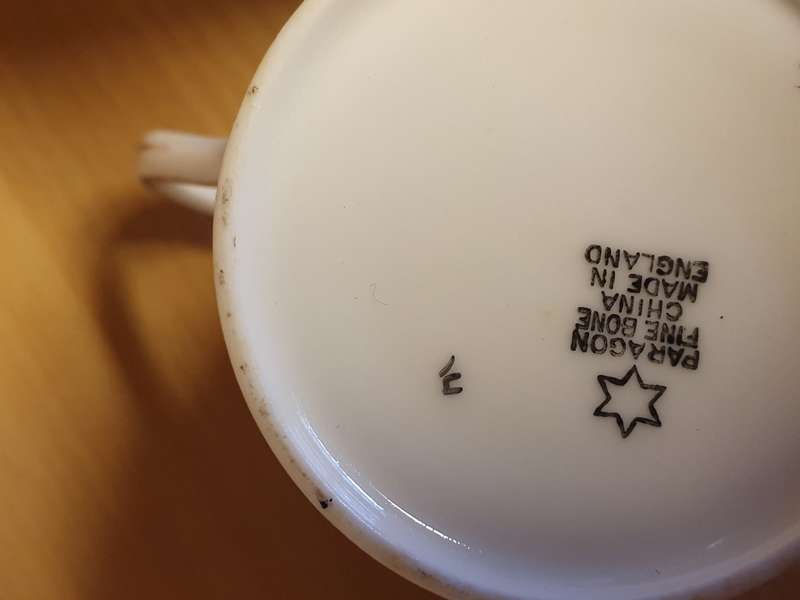 PARAGON
FINE BONE
CHINA
MADE IN
ENGLAND